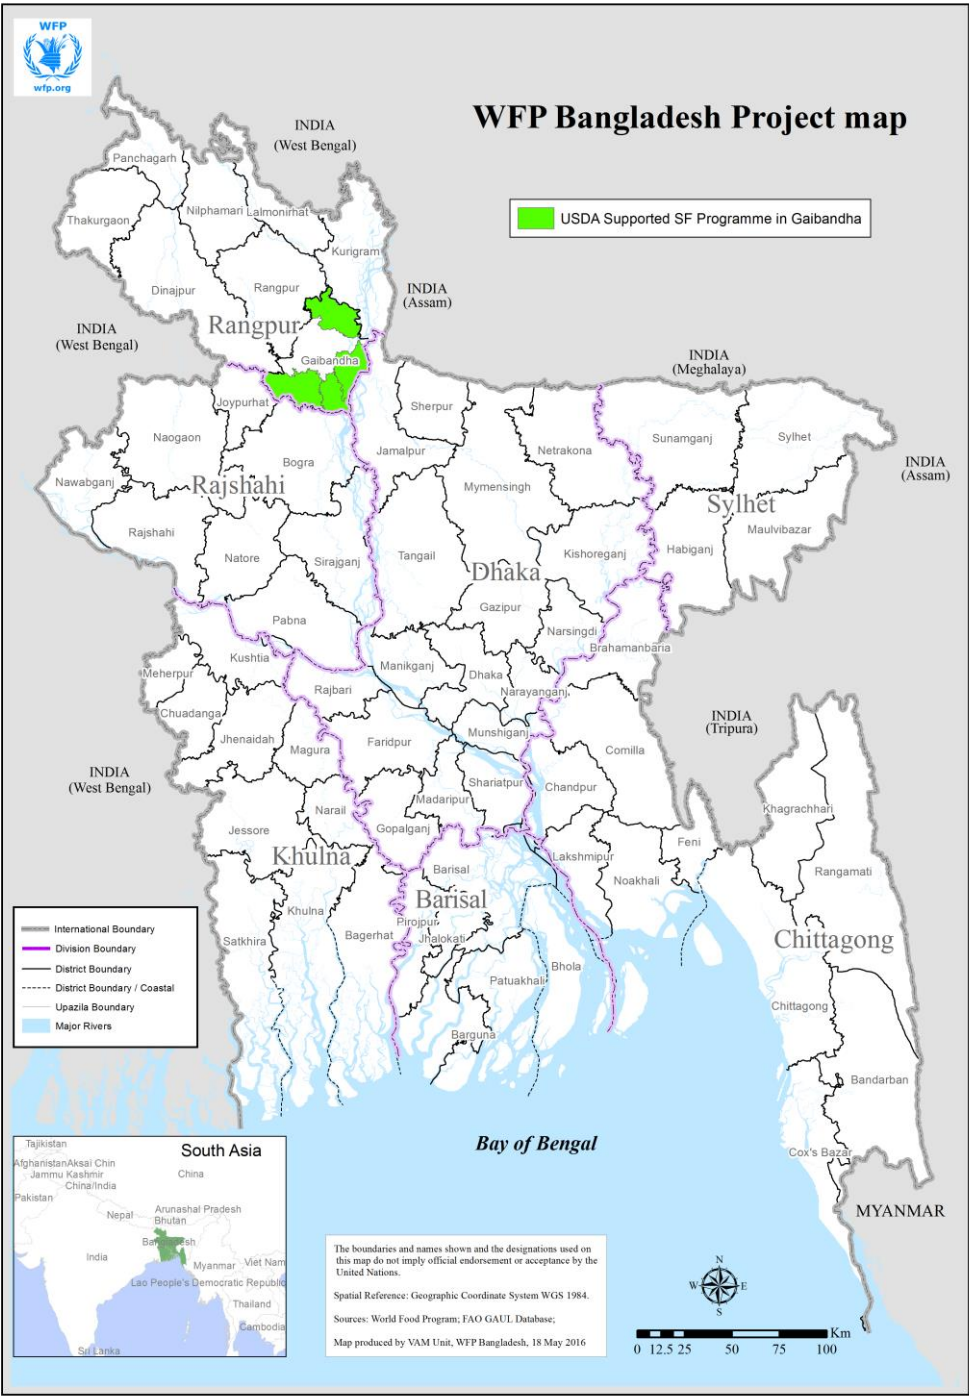 WFP
wfp.org
WFP Bangladesh Project map
USDA Supported SF Programme in Gaibandha
INDIA
(West Bengal)
Panchagarh
Thakurgaon
Nilphamari
Lalmonirhat
Kurigram
Dinajpur
Rangpur
INDIA
(Assam)
Rangpur
INDIA
(West Bengal)
Gaibandha
INDIA
(Meghalaya)
Joypurhat
Sherpur
Naogaon
Jamalpur
Netrakona
Sunamganj
Sylhet
Bogra
INDIA
(Assam)
Nawabganj
Rajshahi
Mymensingh
Sylhet
Rajshahi
Maulvibazar
Natore
Sirajganj
Tangail
Kishoreganj
Habiganj
Dhaka
Pabna
Gazipur
Narsingdi
Brahamanbaria
Kushtia
Manikganj
Dhaka
Meherpur
Rajbari
Narayanganj
Chuadanga
INDIA
(Tripura)
Jhenaidah
Magura
Faridpur
Munshiganj
Comilla
INDIA
(West Bengal)
Shariatpur
Chandpur
Narail
Madaripur
Khagrachhari
Jessore
Gopalganj
Feni
Khulna
Lakshmipur
Barisal
Noakhali
Rangamati
Barisal
Khulna
Pirojpur
Bagerhat
Jhalokati
Satkhira
Chittagong
Bhola
Patuakhali
Chittagong
Barguna
Bandarban
Cox's Bazar
Bay of Bengal
MYANMAR
International Boundary
Division Boundary
District Boundary
District Boundary / Coastal
Upazila Boundary
Major Rivers
South Asia
Tajikistan
Afghanistan
Aksai Chin
Jammu Kashmir
China/India
China
Pakistan
Nepal
Arunashal Pradesh
Bhutan
Bangladesh
India
Myanmar
Viet Nam
Lao People's Democratic Republic
Thailand
Cambodia
Sri Lanka
The boundaries and names shown and the designations used on
this map do not imply official endorsement or acceptance by the
United Nations.
Spatial Reference: Geographic Coordinate System WGS 1984.
Sources: World Food Program; FAO GAUL Database;
Map produced by VAM Unit, WFP Bangladesh, 18 May 2016
N
W
E
S
Km
0 12.5 25 50 75 100